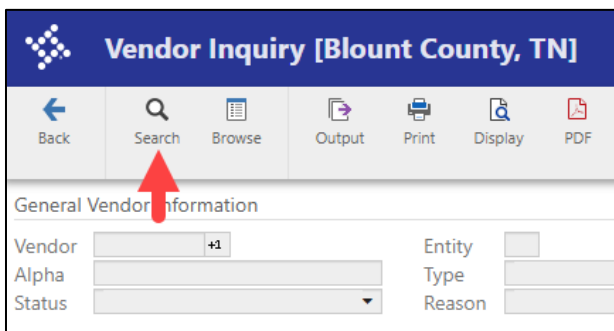 Vendor Inquiry [Blount County, TN]
Back Search Browse Output Print Display PDF
General Vendor Information
Vendor +1 Entity
Alpha Type
Status Reason